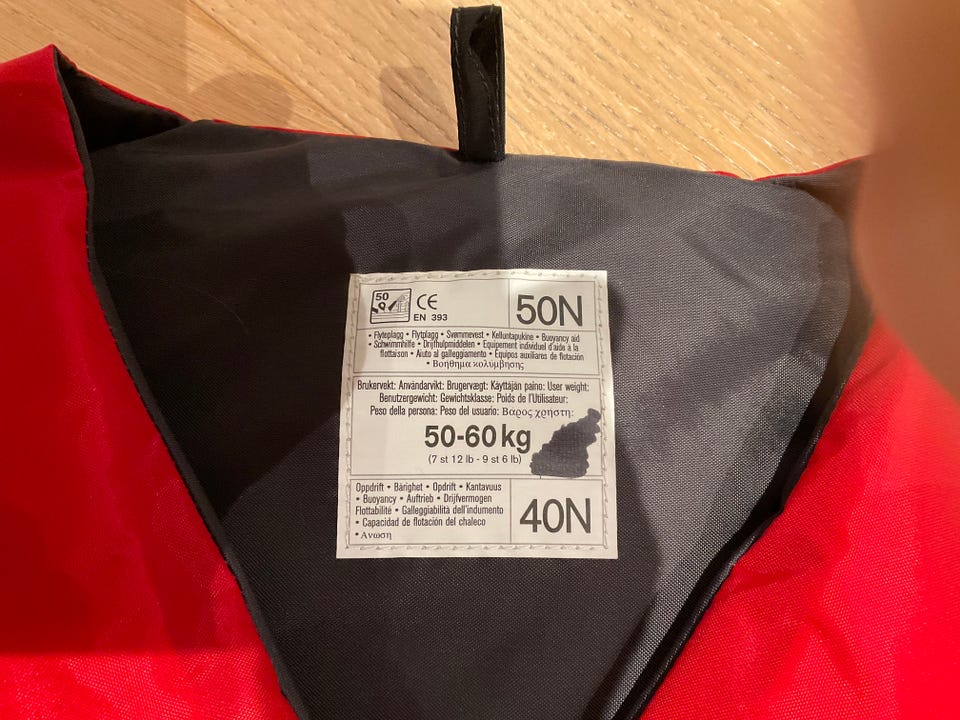 50
CE
EN 393
50N
• Flyteplagg • Flytplagg • Svømmevest • Kelluntapukine • Buoyancy aid
• Schwimmhilfe • Drijfhulpmiddelen • Equipement individuel d'aide à la
flottaison • Aiuto al galleggiamento • Equipos auxiliares de flotación
• Βοήθημα κολύμβησης
Brukervekt: Användarvikt: Brugervægt: Käyttäjän paino: User weight:
Benutzergewicht: Gewichtsklasse: Poids de l'Utilisateur:
Peso della persona: Peso del usuario: Βαρος χρήστη:
50-60 kg
(7 st 12 lb - 9 st 6 lb)
Oppdrift • Bärighet • Opdrift • Kantavuus
• Buoyancy • Auftrieb • Drijfvermogen
Flottabilité • Galleggiabilità dell'indumento
• Capacidad de flotación del chaleco
• Ανωση
40N